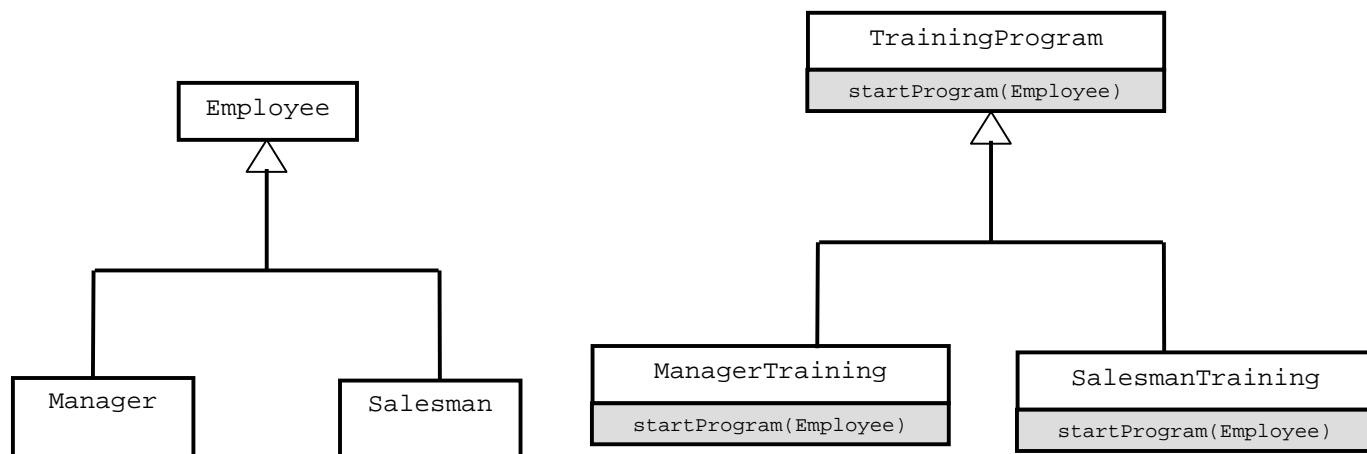 TrainingProgram
startProgram(Employee)
Employee
ManagerTraining
startProgram(Employee)
SalesmanTraining
startProgram(Employee)
Manager
Salesman